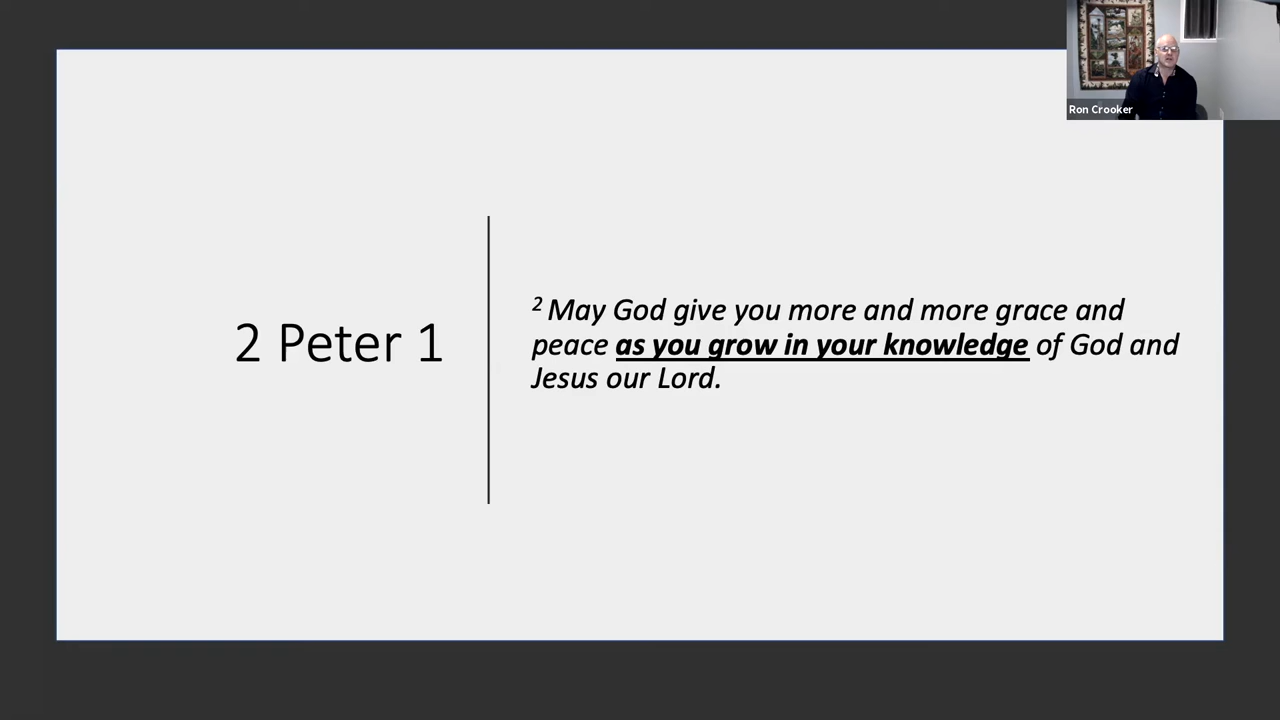 Ron Crooker
2 Peter 1
2 May God give you more and more grace and
peace as you grow in your knowledge of God and
Jesus our Lord.